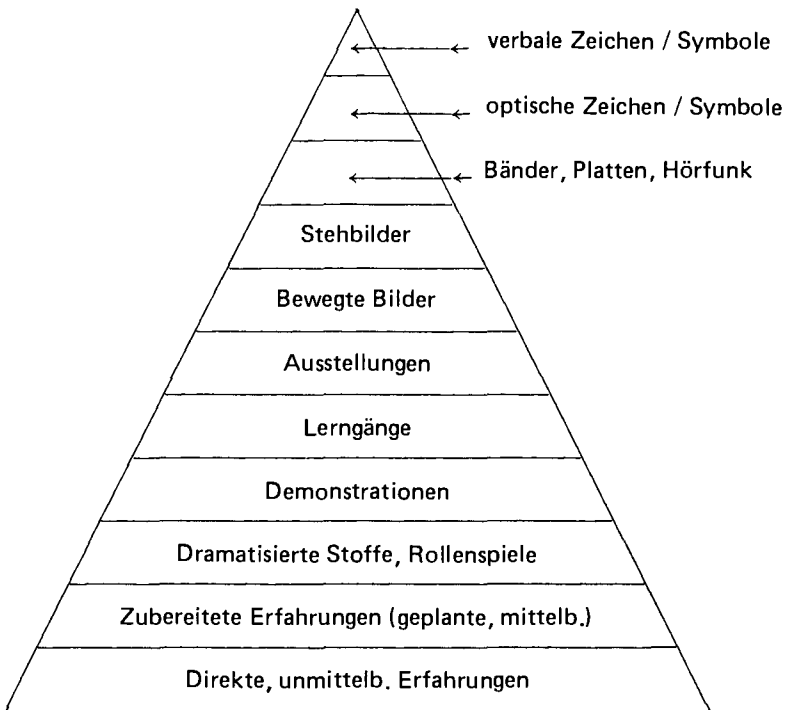 verbale Zeichen / Symbole
optische Zeichen / Symbole
Bänder, Platten, Hörfunk
Stehbilder
Bewegte Bilder
Ausstellungen
Lerngänge
Demonstrationen
Dramatisierte Stoffe, Rollenspiele
Zubereitete Erfahrungen (geplante, mittelb.)
Direkte, unmittelb. Erfahrungen